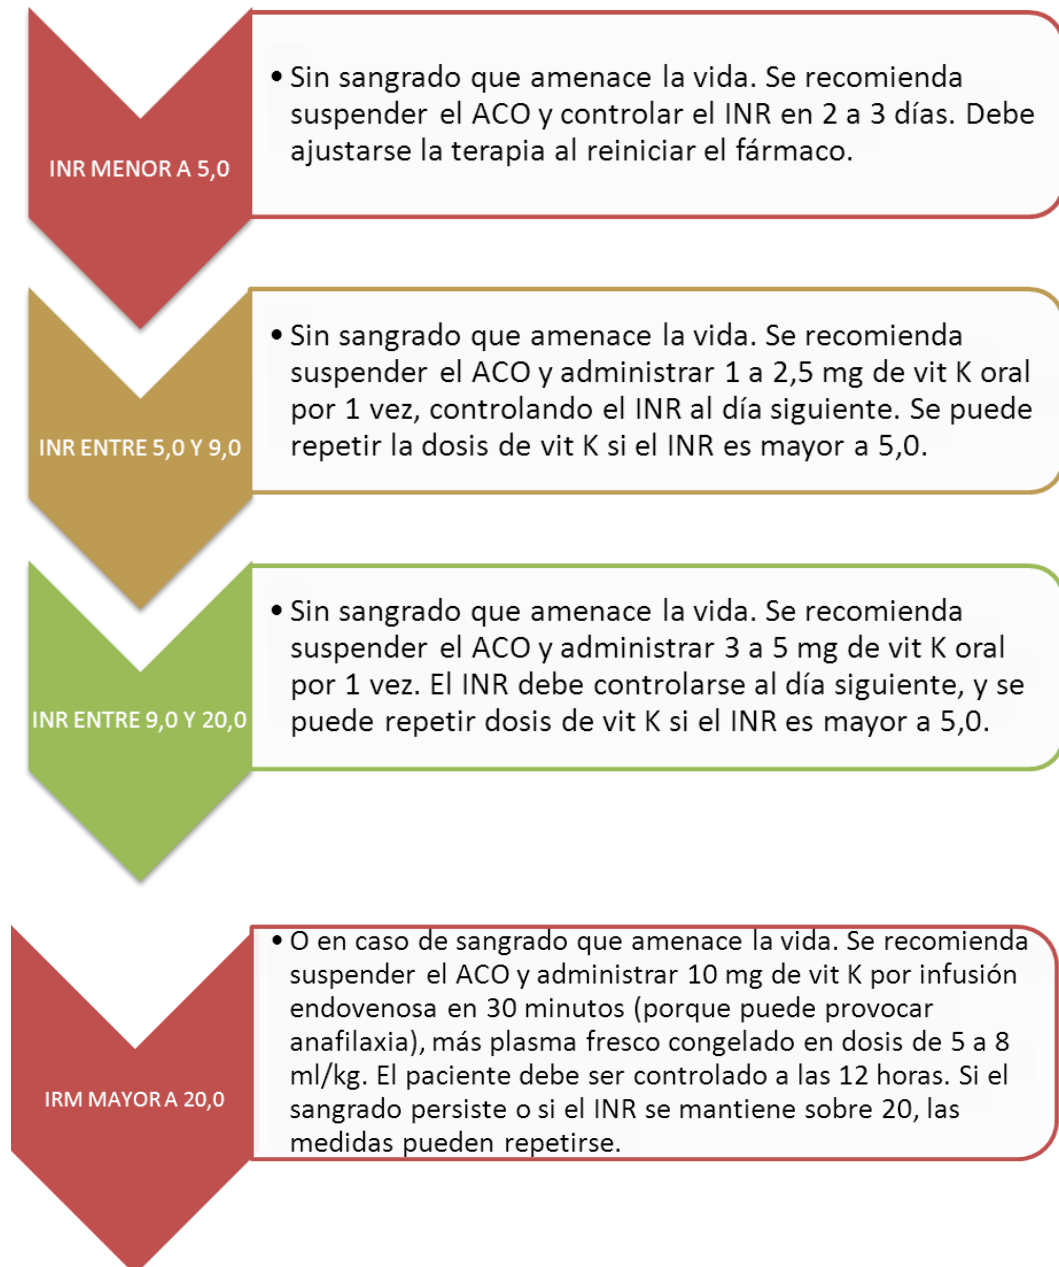 INR MENOR A 5,0
• Sin sangrado que amenace la vida. Se recomienda
suspender el ACO y controlar el INR en 2 a 3 días. Debe
ajustarse la terapia al reiniciar el fármaco.
INR ENTRE 5,0 Y 9,0
• Sin sangrado que amenace la vida. Se recomienda
suspender el ACO y administrar 1 a 2,5 mg de vit K oral
por 1 vez, controlando el INR al día siguiente. Se puede
repetir la dosis de vit K si el INR es mayor a 5,0.
INR ENTRE 9,0 Y 20,0
• Sin sangrado que amenace la vida. Se recomienda
suspender el ACO y administrar 3 a 5 mg de vit K oral
por 1 vez. El INR debe controlarse al día siguiente, y se
puede repetir dosis de vit K si el INR es mayor a 5,0.
IRM MAYOR A 20,0
• O en caso de sangrado que amenace la vida. Se recomienda
suspender el ACO y administrar 10 mg de vit K por infusión
endovenosa en 30 minutos (porque puede provocar
anafilaxia), más plasma fresco congelado en dosis de 5 a 8
ml/kg. El paciente debe ser controlado a las 12 horas. Si el
sangrado persiste o si el INR se mantiene sobre 20, las
medidas pueden repetirse.